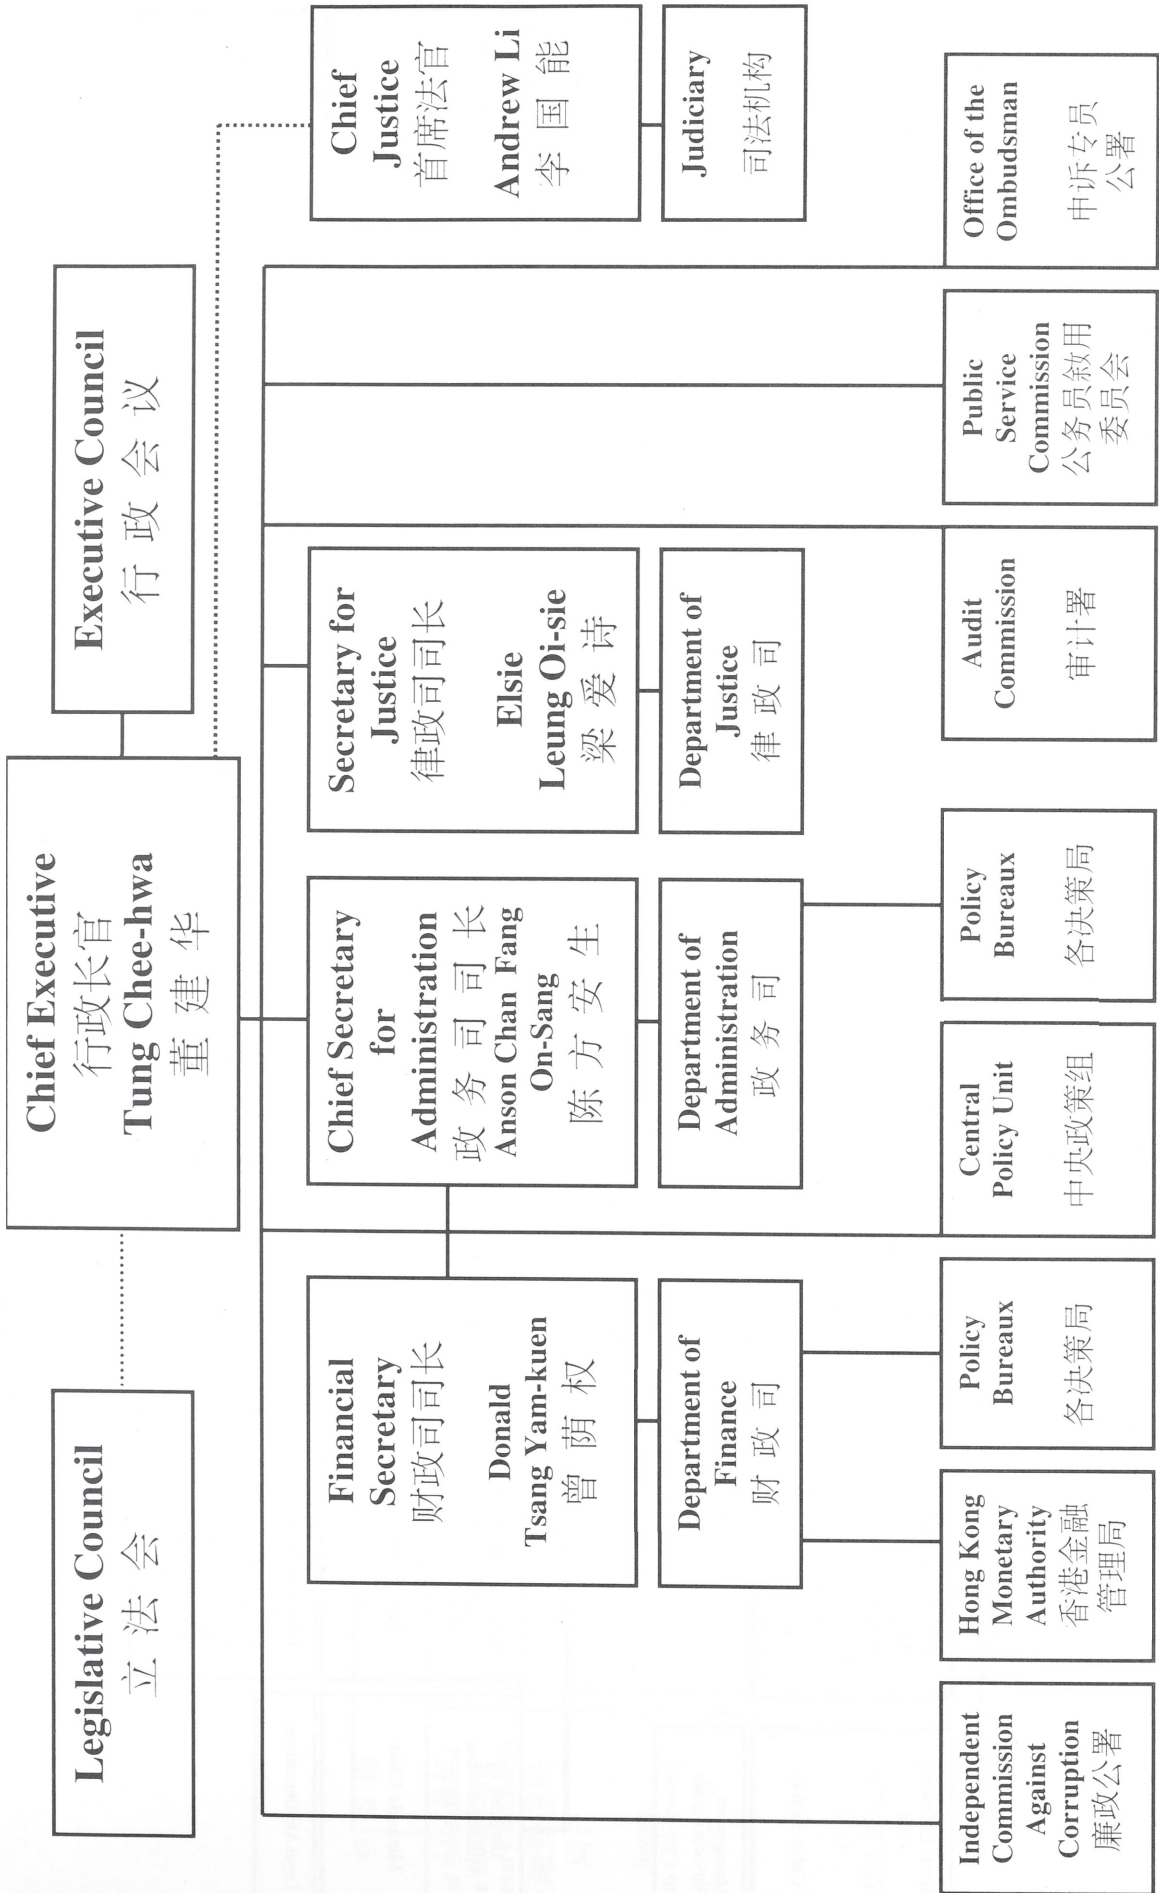 Chief Executive
行政长官
Tung Chee-hwa
董建华
Legislative Council
立法会
Executive Council
行政会议
Financial
Secretary
财政司司长
Donald
Tsang Yam-kuen
曾荫权
Chief Secretary
for
Administration
政务司司长
Anson Chan Fang
On-Sang
陈方安生
Secretary for
Justice
律政司司长
Elsie
Leung Oi-sie
梁爱诗
Chief
Justice
首席法官
Andrew Li
李国能
Department of
Finance
财政司
Department of
Administration
政务司
Department of
Justice
律政司
Judiciary
司法机构
Independent
Commission
Against
Corruption
廉政公署
Hong Kong
Monetary
Authority
香港金融
管理局
Policy
Bureaux
各决策局
Central
Policy Unit
中央政策组
Policy
Bureaux
各决策局
Audit
Commission
审计署
Public
Service
Commission
公务员叙用
委员会
Office of the
Ombudsman
申诉专员
公署